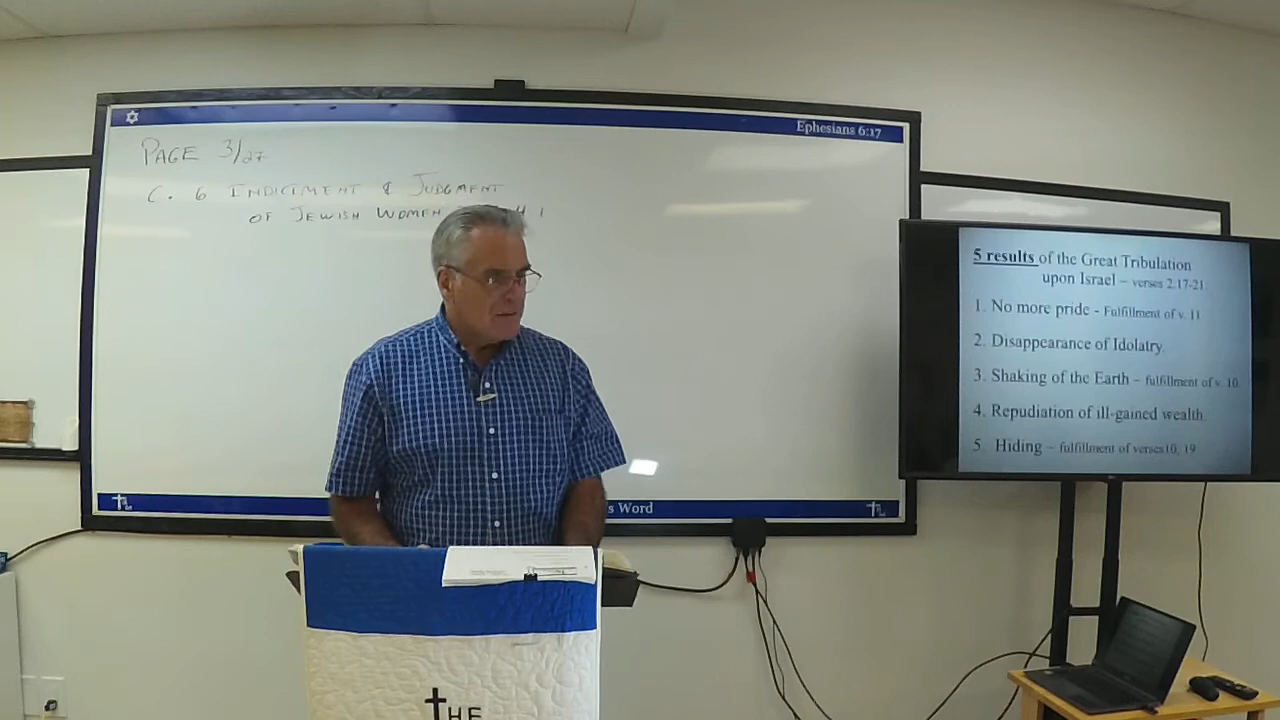 Ephesians 6:17
PAGE 3/27
C. 6 INDICTMENT & JUDGMENT
OF JEWISH WOMEN
5 results of the Great Tribulation
upon Israel – verses 2:17-21.
1. No more pride - Fulfillment of v. 11
2. Disappearance of Idolatry.
3. Shaking of the Earth – fulfillment of v. 10.
4. Repudiation of ill-gained wealth.
5 Hiding – fulfillment of verses 10, 19
Word
THE